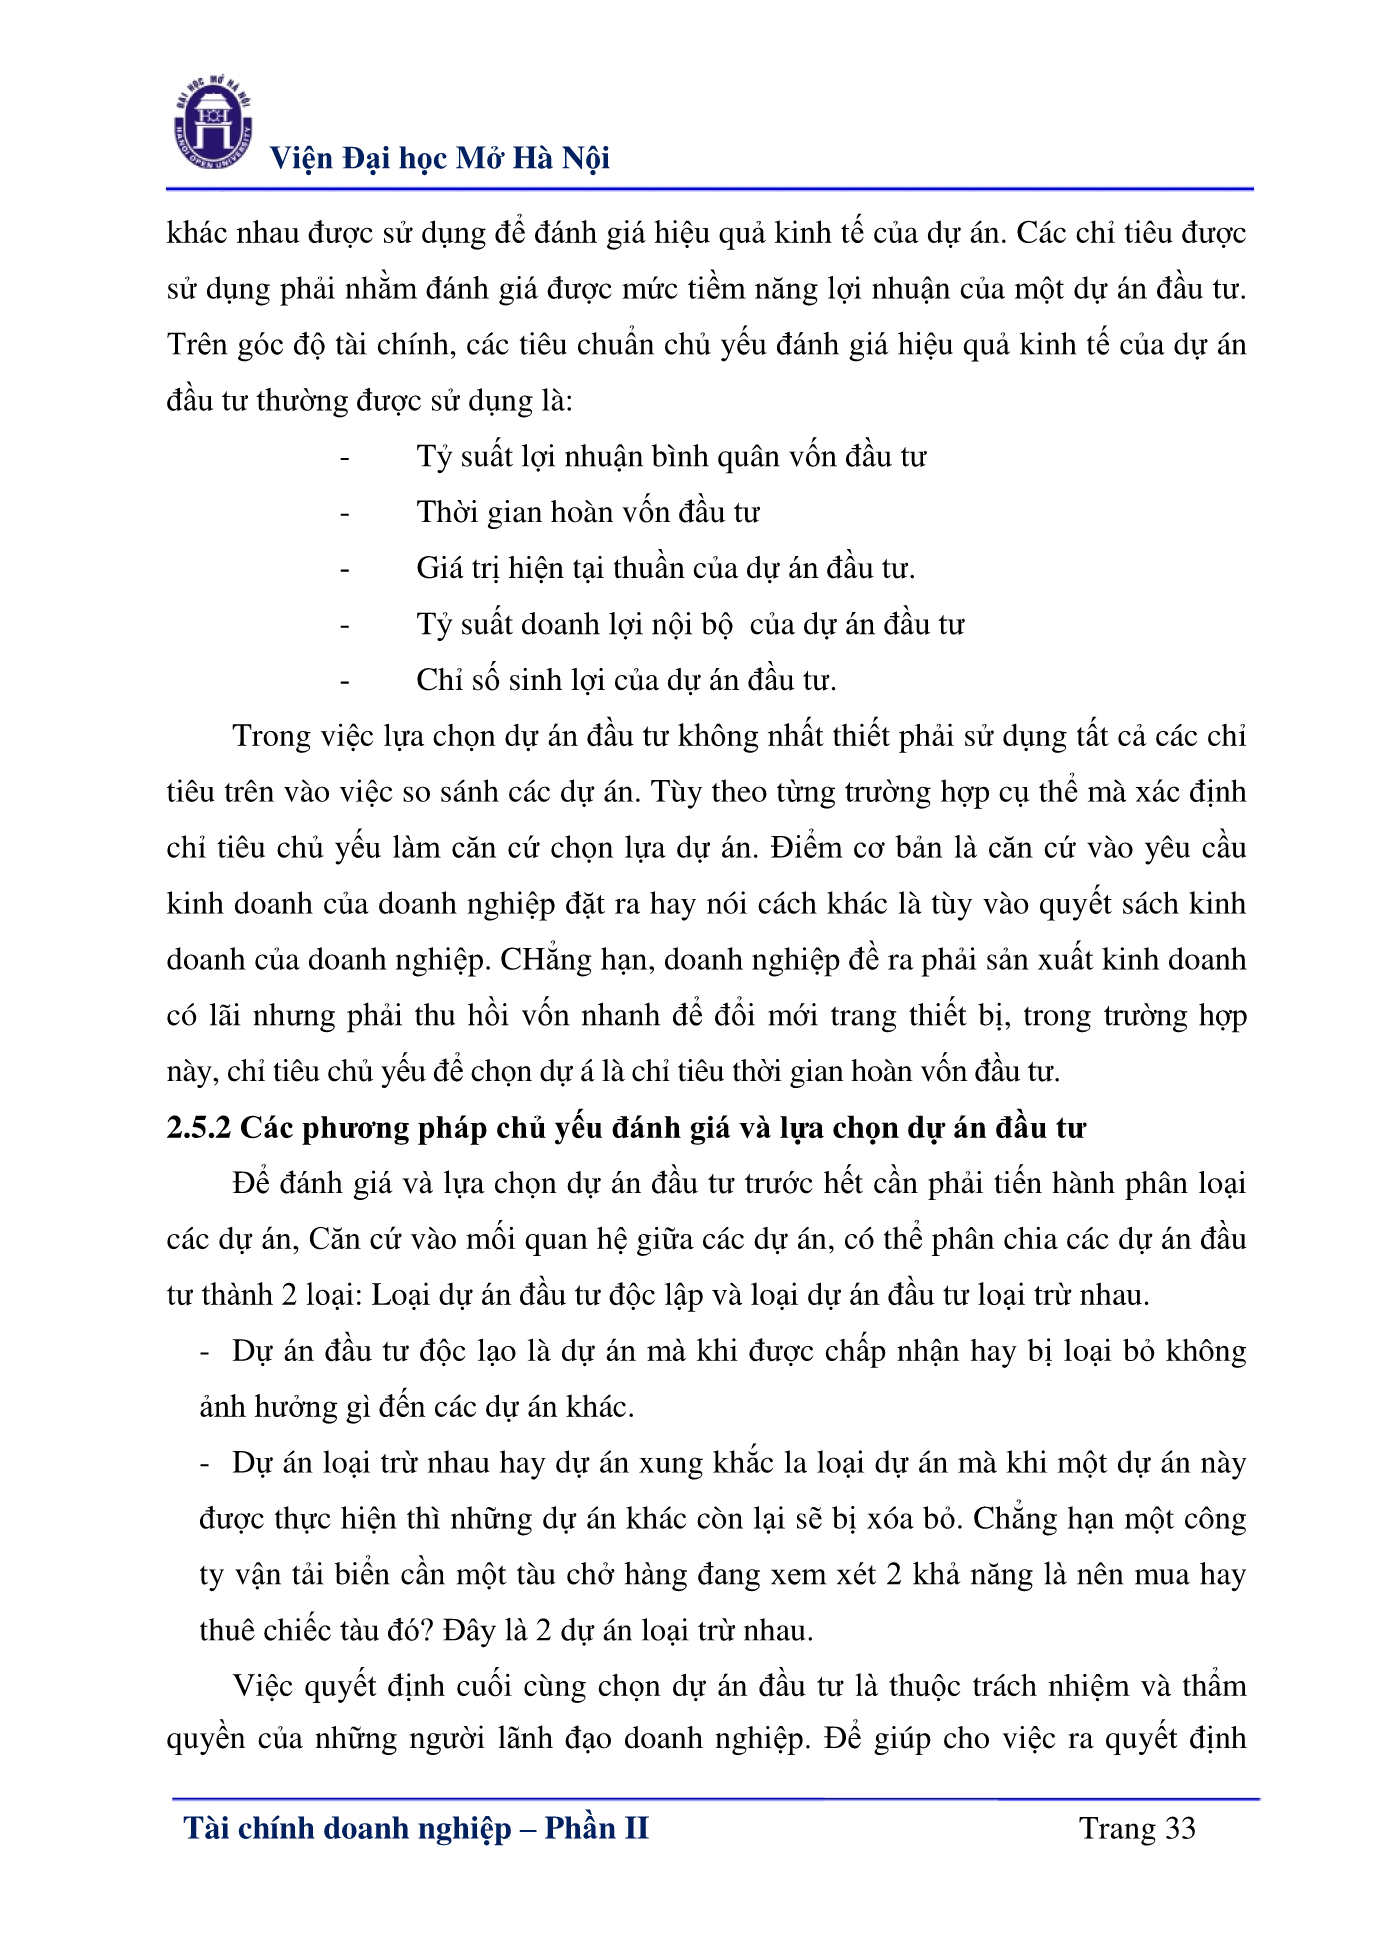 ĐẠI HỌC MỞ HÀ NỘI
HANOI OPEN UNIVERSITY
Viện Đại học Mở Hà Nội
khác nhau được sử dụng để đánh giá hiệu quả kinh tế của dự án. Các chỉ tiêu được
sử dụng phải nhằm đánh giá được mức tiềm năng lợi nhuận của một dự án đầu tư.
Trên góc độ tài chính, các tiêu chuẩn chủ yếu đánh giá hiệu quả kinh tế của dự án
đầu tư thường được sử dụng là:
- Tỷ suất lợi nhuận bình quân vốn đầu tư
- Thời gian hoàn vốn đầu tư
- Giá trị hiện tại thuần của dự án đầu tư.
- Tỷ suất doanh lợi nội bộ  của dự án đầu tư
- Chỉ số sinh lợi của dự án đầu tư.
Trong việc lựa chọn dự án đầu tư không nhất thiết phải sử dụng tất cả các chỉ
tiêu trên vào việc so sánh các dự án. Tùy theo từng trường hợp cụ thể mà xác định
chỉ tiêu chủ yếu làm căn cứ chọn lựa dự án. Điểm cơ bản là căn cứ vào yêu cầu
kinh doanh của doanh nghiệp đặt ra hay nói cách khác là tùy vào quyết sách kinh
doanh của doanh nghiệp. CHẳng hạn, doanh nghiệp đề ra phải sản xuất kinh doanh
có lãi nhưng phải thu hồi vốn nhanh để đổi mới trang thiết bị, trong trường hợp
này, chỉ tiêu chủ yếu để chọn dự á là chỉ tiêu thời gian hoàn vốn đầu tư.
2.5.2 Các phương pháp chủ yếu đánh giá và lựa chọn dự án đầu tư
Để đánh giá và lựa chọn dự án đầu tư trước hết cần phải tiến hành phân loại
các dự án, Căn cứ vào mối quan hệ giữa các dự án, có thể phân chia các dự án đầu
tư thành 2 loại: Loại dự án đầu tư độc lập và loại dự án đầu tư loại trừ nhau.
- Dự án đầu tư độc lạo là dự án mà khi được chấp nhận hay bị loại bỏ không
ảnh hưởng gì đến các dự án khác.
- Dự án loại trừ nhau hay dự án xung khắc la loại dự án mà khi một dự án này
được thực hiện thì những dự án khác còn lại sẽ bị xóa bỏ. Chẳng hạn một công
ty vận tải biển cần một tàu chở hàng đang xem xét 2 khả năng là nên mua hay
thuê chiếc tàu đó? Đây là 2 dự án loại trừ nhau.
Việc quyết định cuối cùng chọn dự án đầu tư là thuộc trách nhiệm và thẩm
quyền của những người lãnh đạo doanh nghiệp. Để giúp cho việc ra quyết định
Tài chính doanh nghiệp – Phần II Trang 33